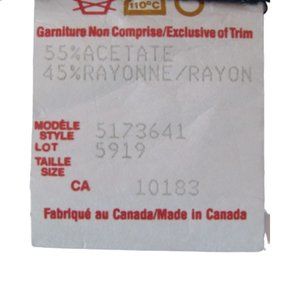 110°C
Garniture Non Comprise/Exclusive of Trim
55%ACETATE
45%RAYONNE/RAYON
MODÈLE
STYLE 5173641
LOT 5919
TAILLE
SIZE
CA 10183
Fabriqué au Canada/Made in Canada